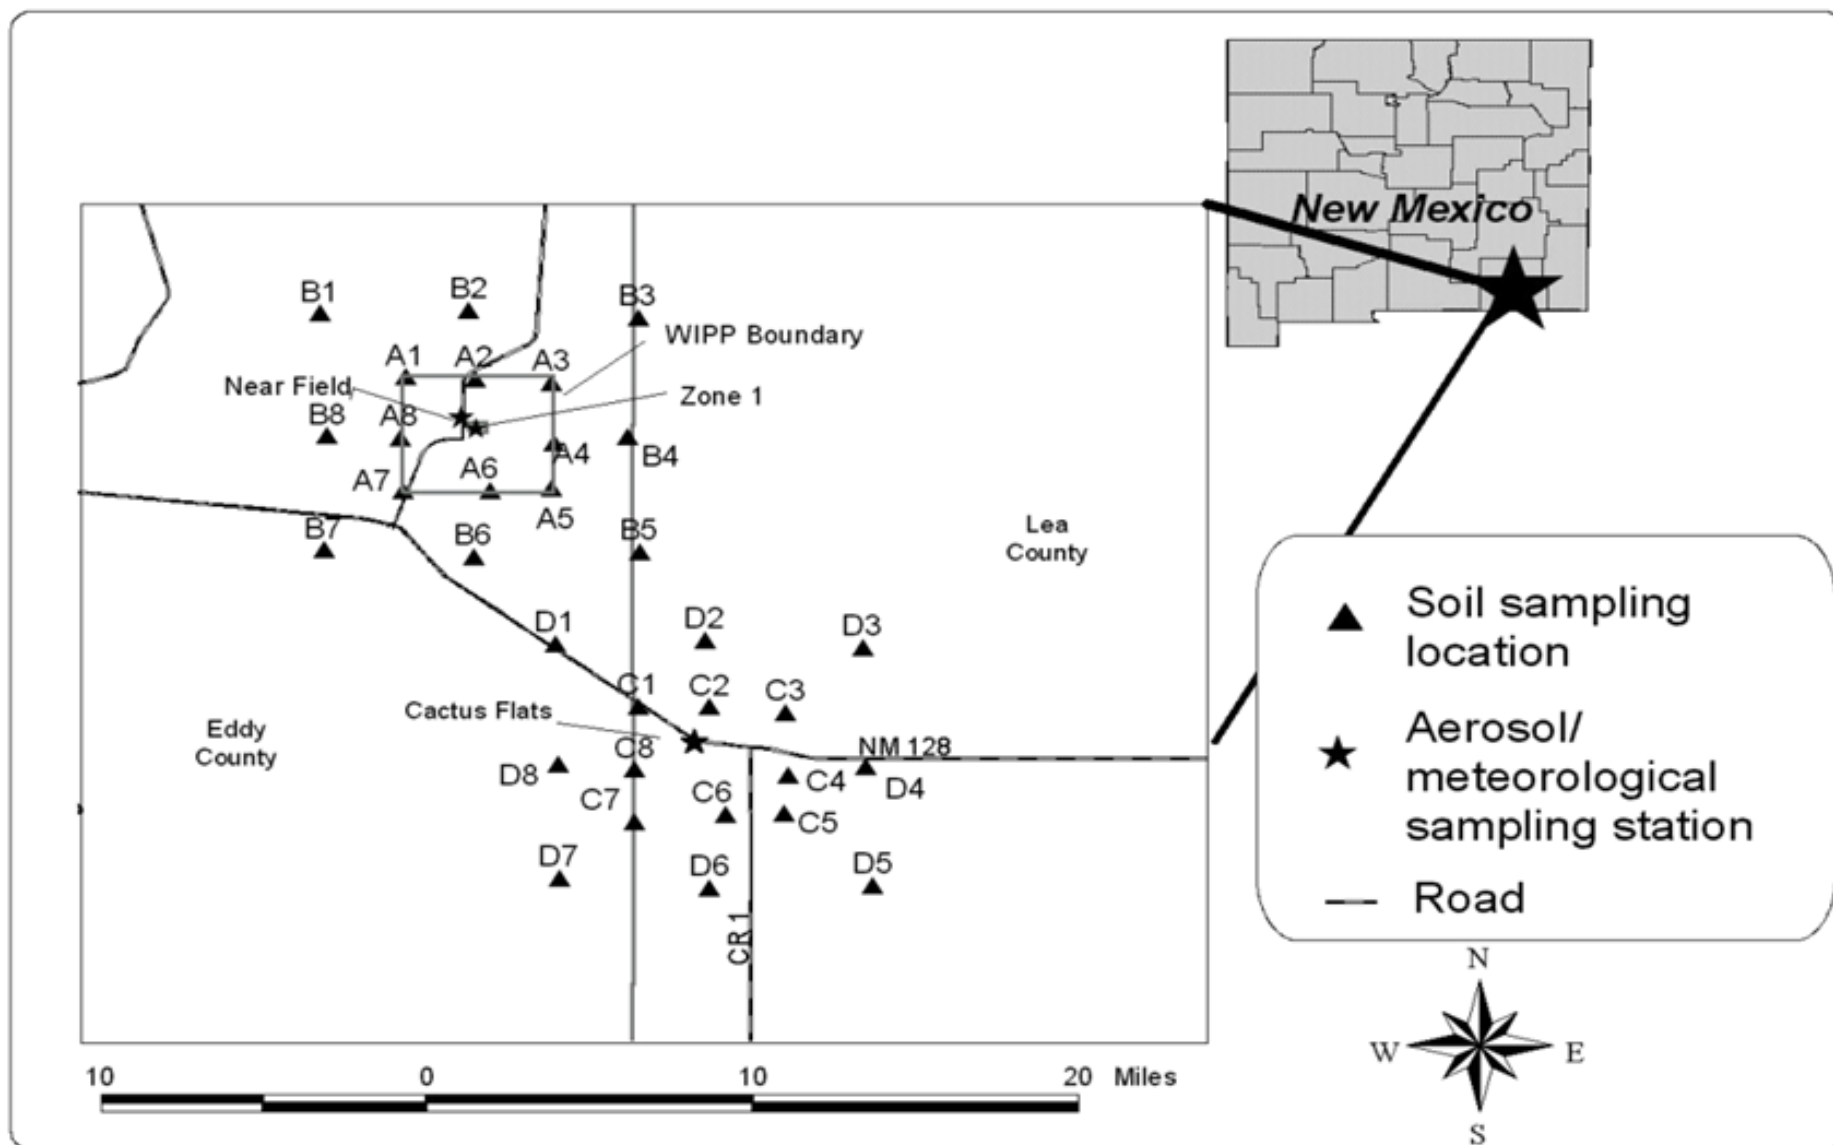 New Mexico
B1
B2
B3
WIPP Boundary
A1
A2
A3
Near Field
Zone 1
B8
A8
A4
B4
A7
A6
A5
B7
B6
B5
Lea
County
D1
D2
D3
C1
C2
C3
Cactus Flats
Eddy
County
C8
NM 128
D8
C4
D4
C7
C6
C5
D7
D6
D5
CR 1
Soil sampling
location
Aerosol/
meteorological
sampling station
Road
10 0 10 20 Miles
N
W E
S